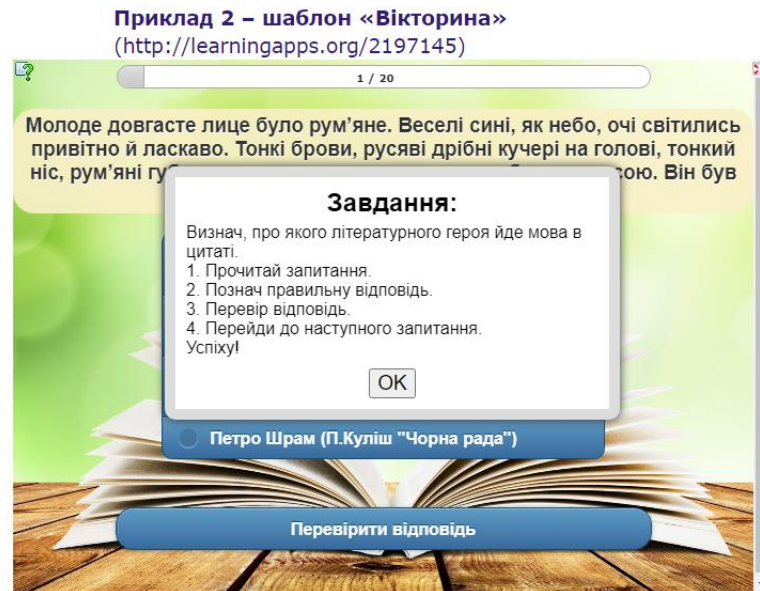 Приклад 2 – шаблон «Вікторина»
(http://learningapps.org/2197145)
1 / 20
Молоде довгасте лице було рум’яне. Веселі сині, як небо, очі світились
привітно й ласкаво. Тонкі брови, русяві дрібні кучері на голові, тонкий
ніс, рум’яні сою. Він був
Завдання:
Визнач, про якого літературного героя йде мова в
цитаті.
1. Прочитай запитання.
2. Познач правильну відповідь.
3. Перевір відповідь.
4. Перейди до наступного запитання.
Успіху!
OK
Петро Шрам (П.Куліш "Чорна рада")
Перевірити відповідь